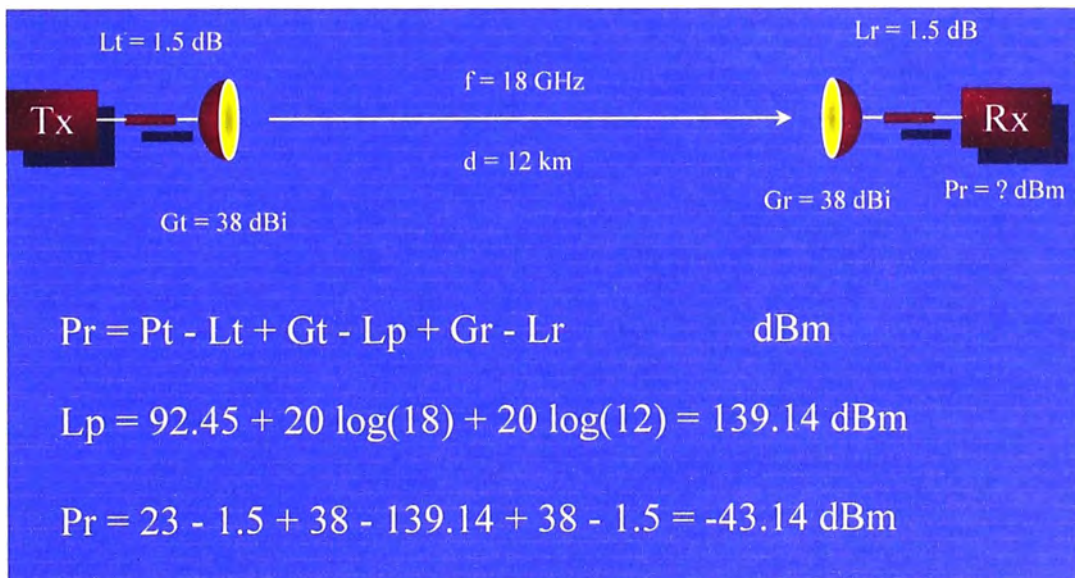 Lt = 1.5 dB
Lr = 1.5 dB
f = 18 GHz
Tx
Rx
d = 12 km
Gt = 38 dBi
Gr = 38 dBi
Pr = ? dBm
Pr = Pt - Lt + Gt - Lp + Gr - Lr dBm
Lp = 92.45 + 20 log(18) + 20 log(12) = 139.14 dBm
Pr = 23 - 1.5 + 38 - 139.14 + 38 - 1.5 = -43.14 dBm